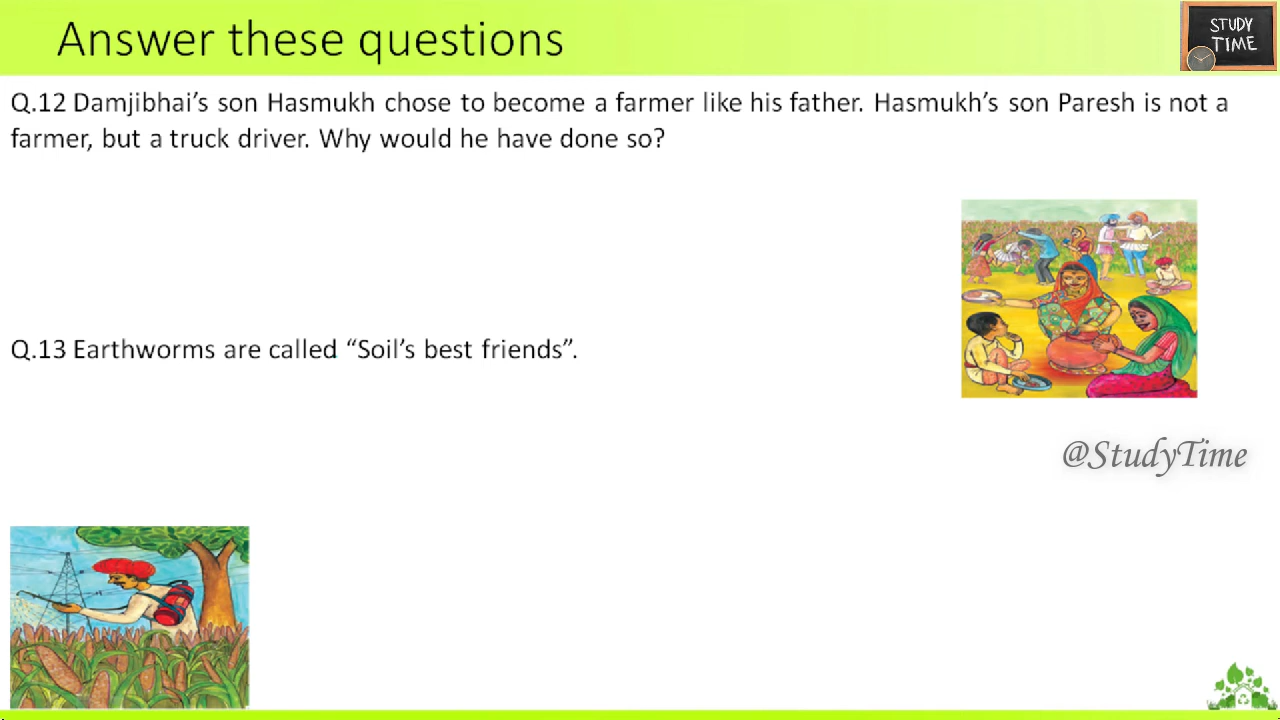 Answer these questions
STUDY
TIME
Q.12 Damjibhai’s son Hasmukh chose to become a farmer like his father. Hasmukh’s son Paresh is not a
farmer, but a truck driver. Why would he have done so?
Q.13 Earthworms are called “Soil’s best friends”.
@StudyTime